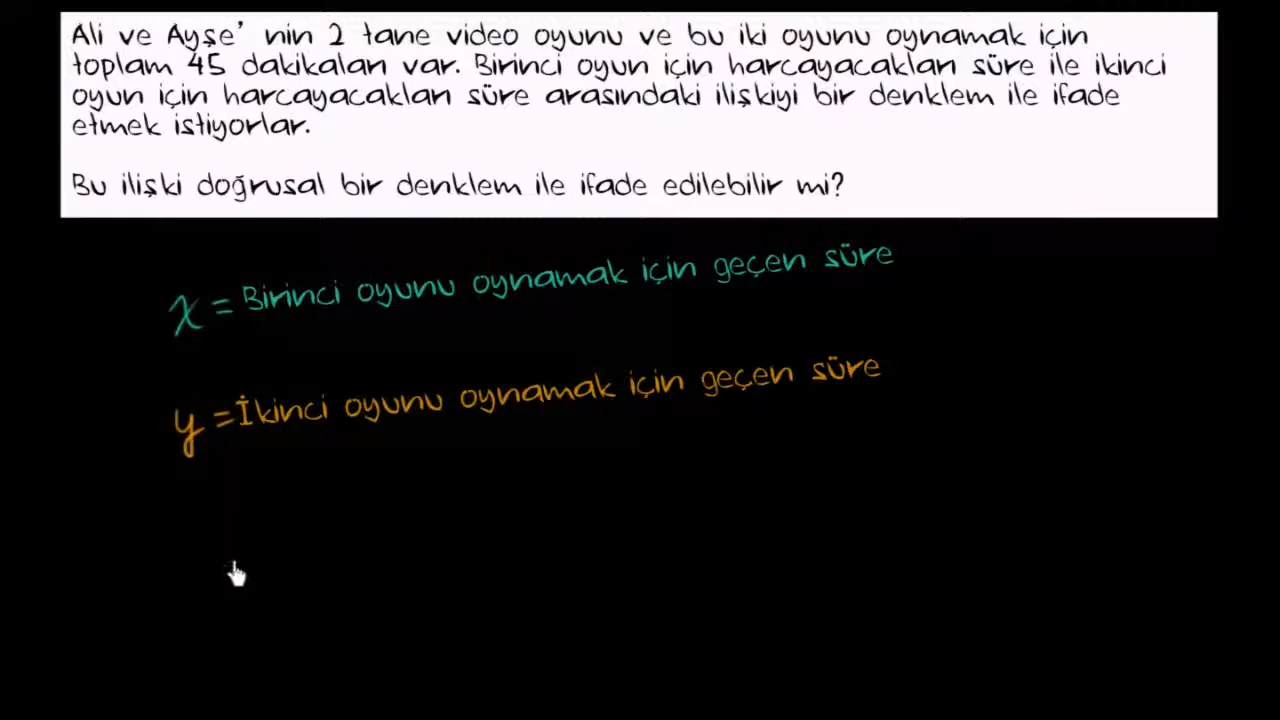 Ali ve Ayşe' nin 2 tane video oyunu ve bu iki oyunu oynamak için
toplam 45 dakikaları var. Birinci oyun için harcayacakları süre ile ikinci
oyun için harcayacakları süre arasındaki ilişkiyi bir denklem ile ifade
etmek istiyorlar.
Bu ilişki doğrusal bir denklem ile ifade edilebilir mi?
x = Birinci oyunu oynamak için geçen süre
y = İkinci oyunu oynamak için geçen süre